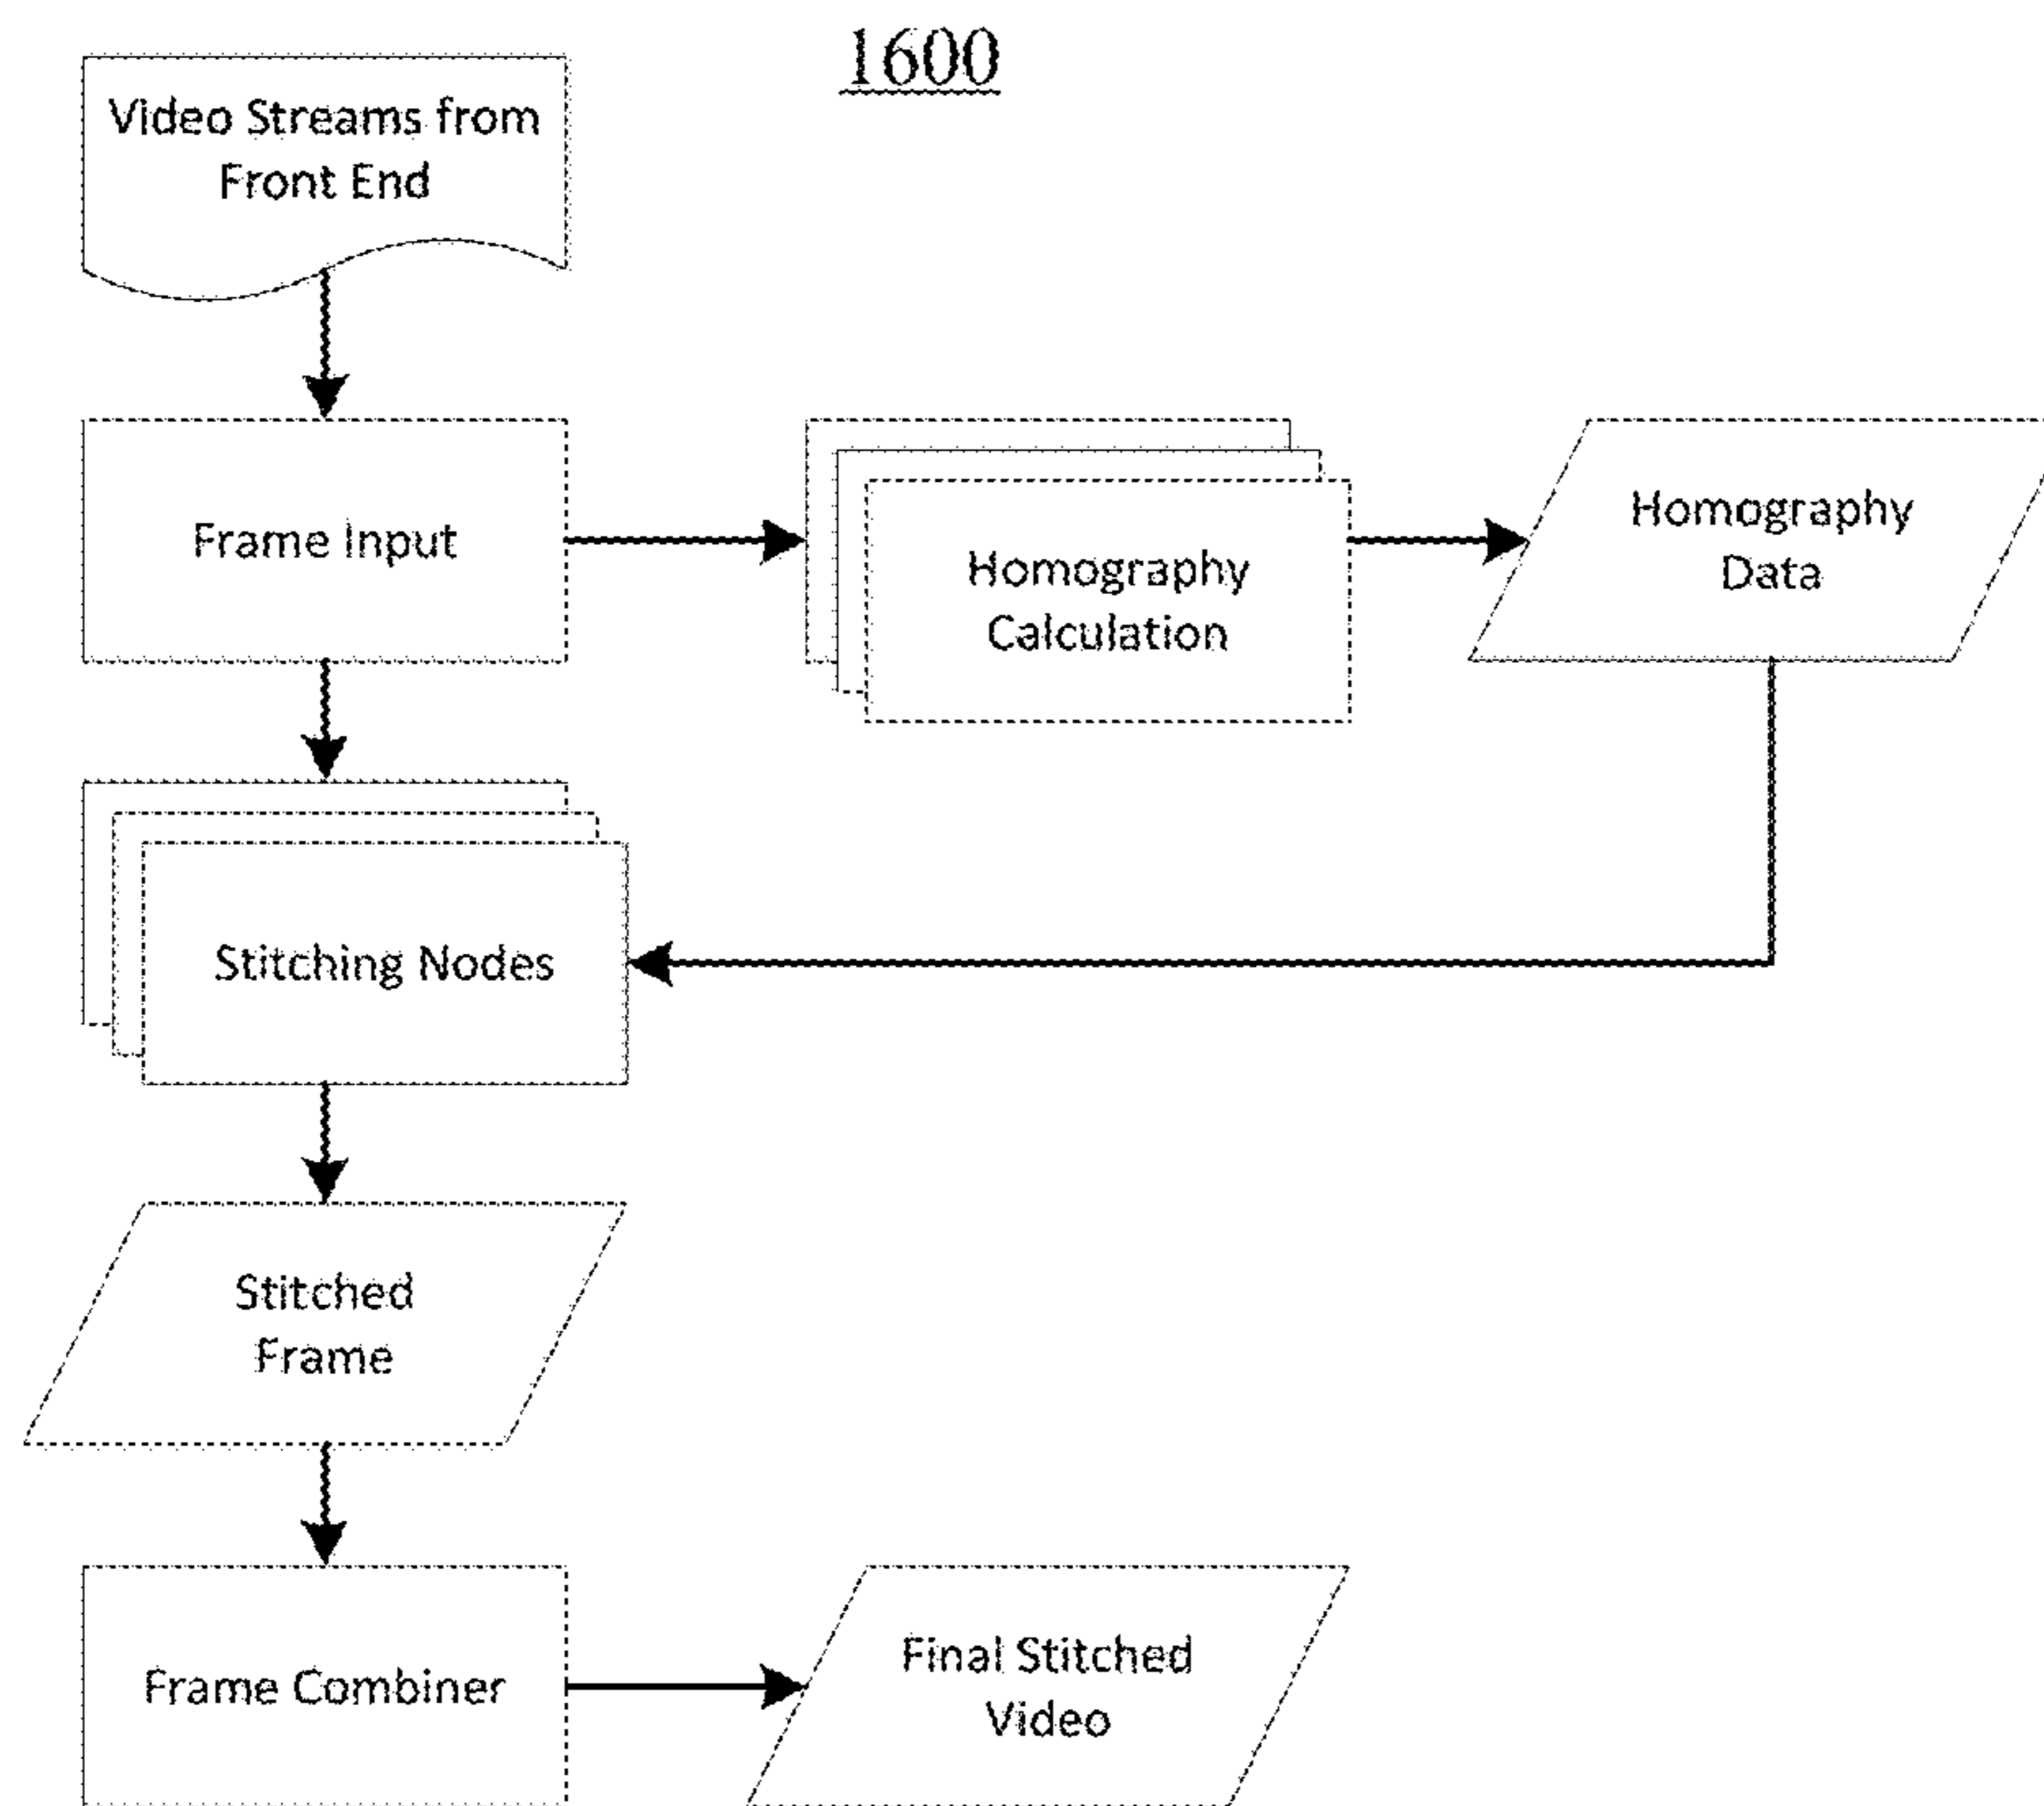 1600
Video Streams from
Front End
Frame Input
Homography
Calculation
Homography
Data
Stitching Nodes
Stitched
Frame
Frame Combiner
Final Stitched
Video